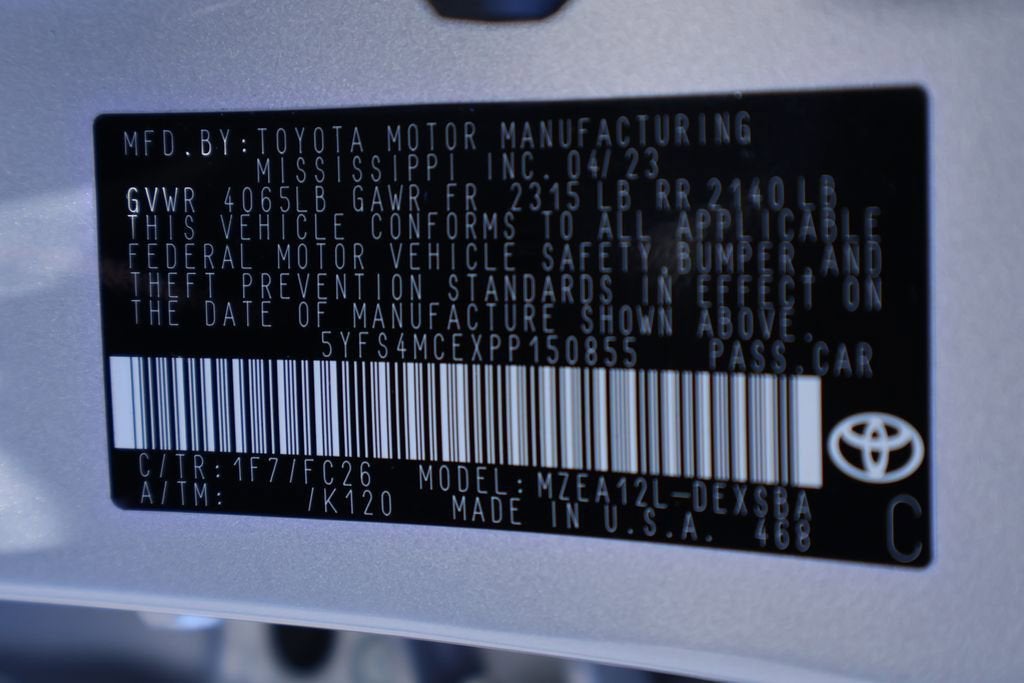 MFD.BY:TOYOTA MOTOR MANUFACTURING
MISSISSIPPI INC. 04/23
GVWR 4065LB GAWR FR 2315 LB RR 2140 LB
THIS VEHICLE CONFORMS TO ALL APPLICABLE
FEDERAL MOTOR VEHICLE SAFETY,BUMPER,AND
THEFT PREVENTION STANDARDS IN EFFECT ON
THE DATE OF MANUFACTURE SHOWN ABOVE.
5YFS4MCEXPP150855 PASS.CAR
C/TR:1F7/FC26 MODEL:MZEA12L-DEXSBA
A/TM: /K120 MADE IN U.S.A. 468
C